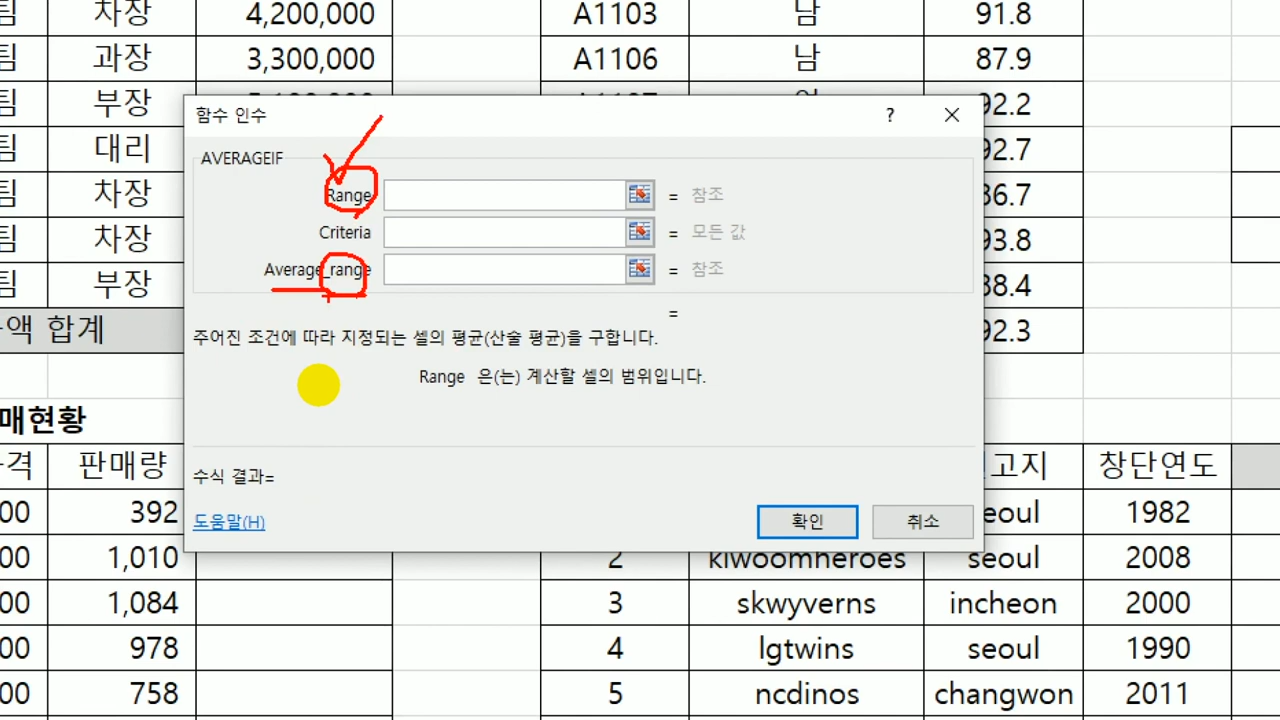 팀 차장 4,200,000 A1103 남 91.8
팀 과장 3,300,000 A1106 남 87.9
팀 부장 92.2
함수 인수 ?
팀 대리 92.7
AVERAGEIF
팀 차장 Range = 참조 86.7
팀 차장 Criteria = 모든 값 93.8
팀 부장 Average_range = 참조 88.4
=
액 합계 92.3
주어진 조건에 따라 지정되는 셀의 평균(산술 평균)을 구합니다.
Range 은(는) 계산할 셀의 범위입니다.
매현황
격 판매량 고지 창단연도
수식 결과=
00 392 eoul 1982
도움말(H) 확인 취소
00 1,010 2 kiwoomheroes seoul 2008
00 1,084 3 skwyverns incheon 2000
00 978 4 lgtwins seoul 1990
00 758 5 ncdinos changwon 2011